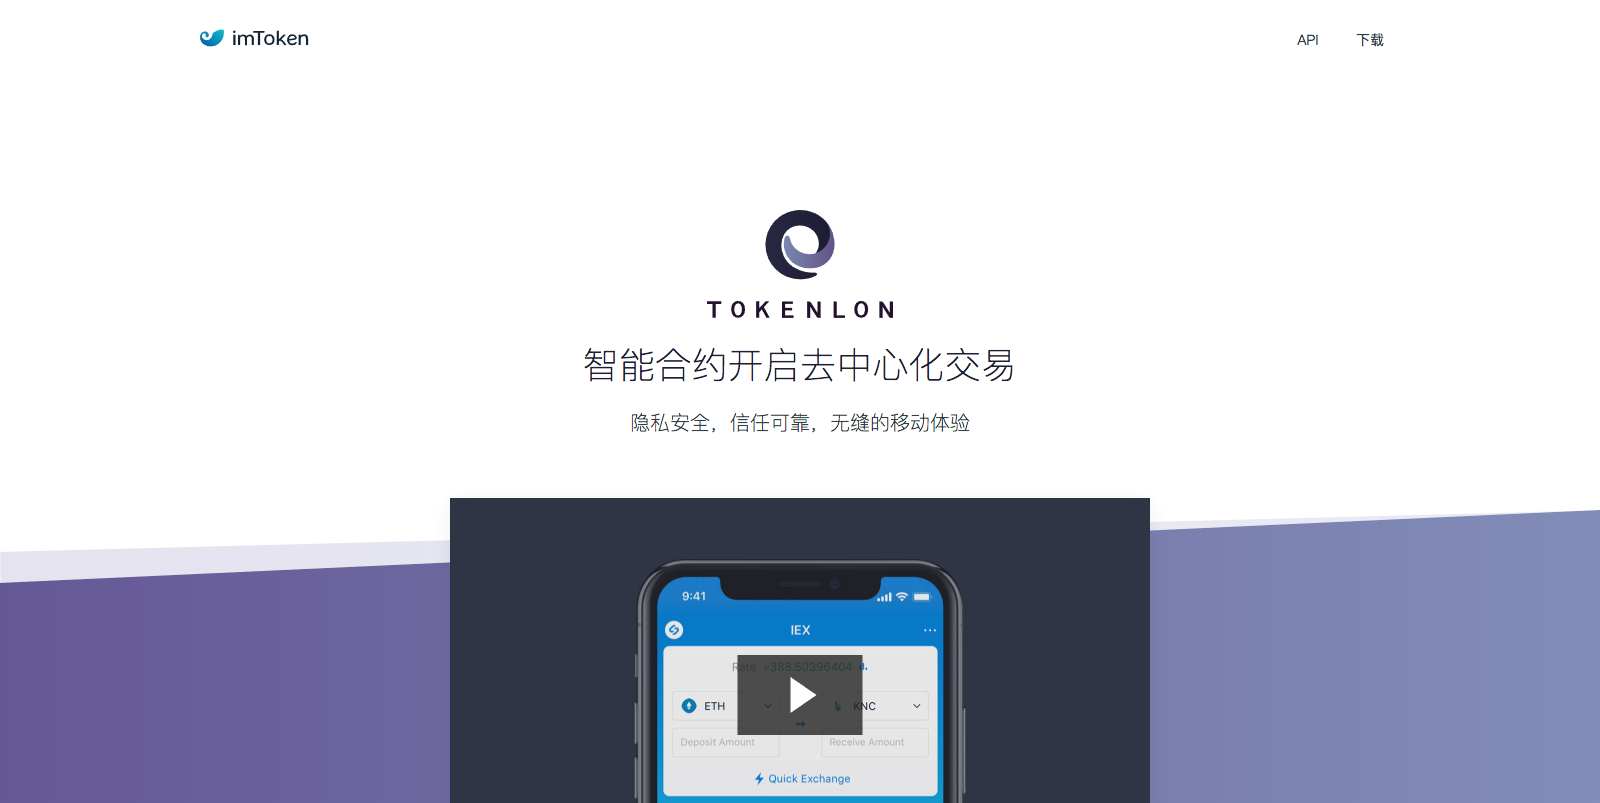 imToken
API
下载
TOKENLON
智能合约开启去中心化交易
隐私安全，信任可靠，无缝的移动体验
9:41
IEX
Rate ≈388.50396404
ETH
KNC
Deposit Amount
Receive Amount
Quick Exchange